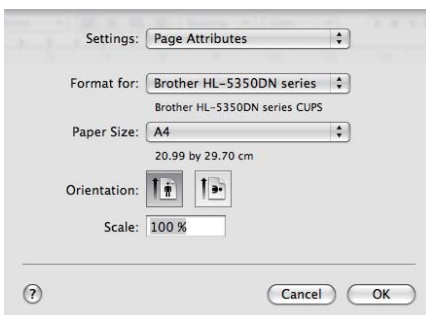 Settings: Page Attributes
Format for: Brother HL-5350DN series
Brother HL-5350DN series CUPS
Paper Size: A4
20.99 by 29.70 cm
Orientation:
Scale: 100 %
? Cancel OK